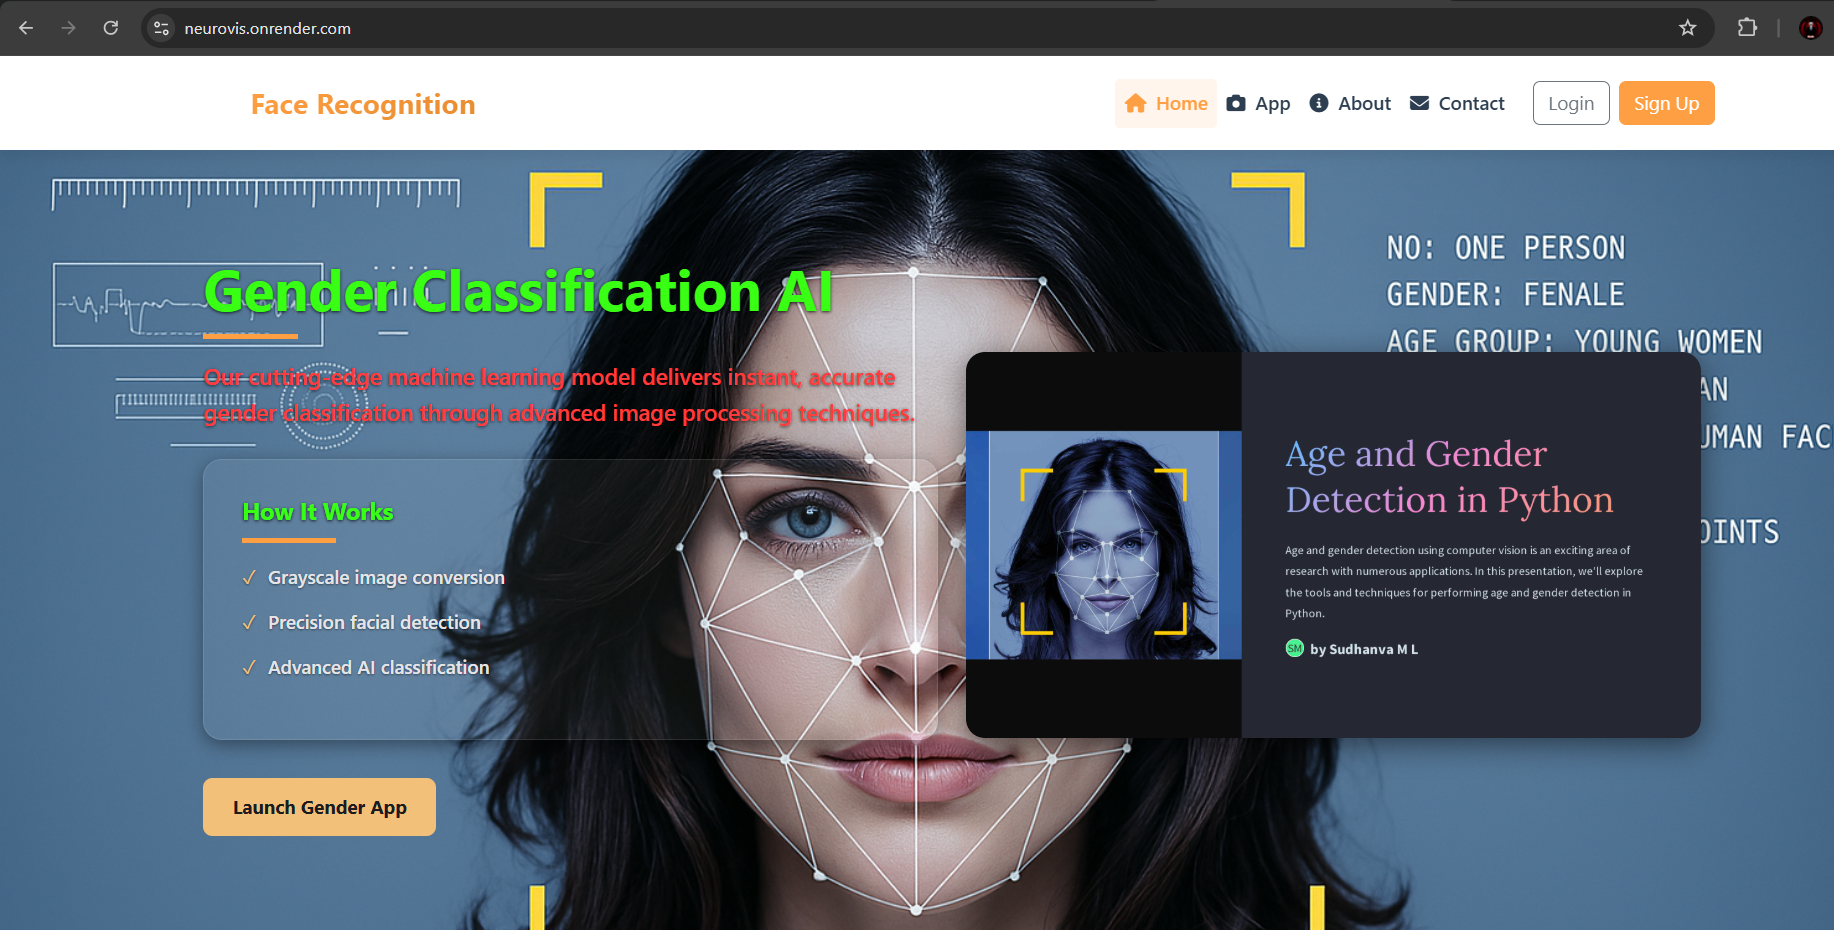 neurovis.onrender.com
Face Recognition
Home
App
About
Contact
Login
Sign Up
Gender Classification AI
Our cutting-edge machine learning model delivers instant, accurate
gender classification through advanced image processing techniques.
How It Works
✓ Grayscale image conversion
✓ Precision facial detection
✓ Advanced AI classification
Launch Gender App
NO: ONE PERSON
GENDER: FENALE
AGE GROUP: YOUNG WOMEN
AN
UMAN FAC
OINTS
Age and Gender
Detection in Python
Age and gender detection using computer vision is an exciting area of
research with numerous applications. In this presentation, we'll explore
the tools and techniques for performing age and gender detection in
Python.
SM by Sudhanva M L